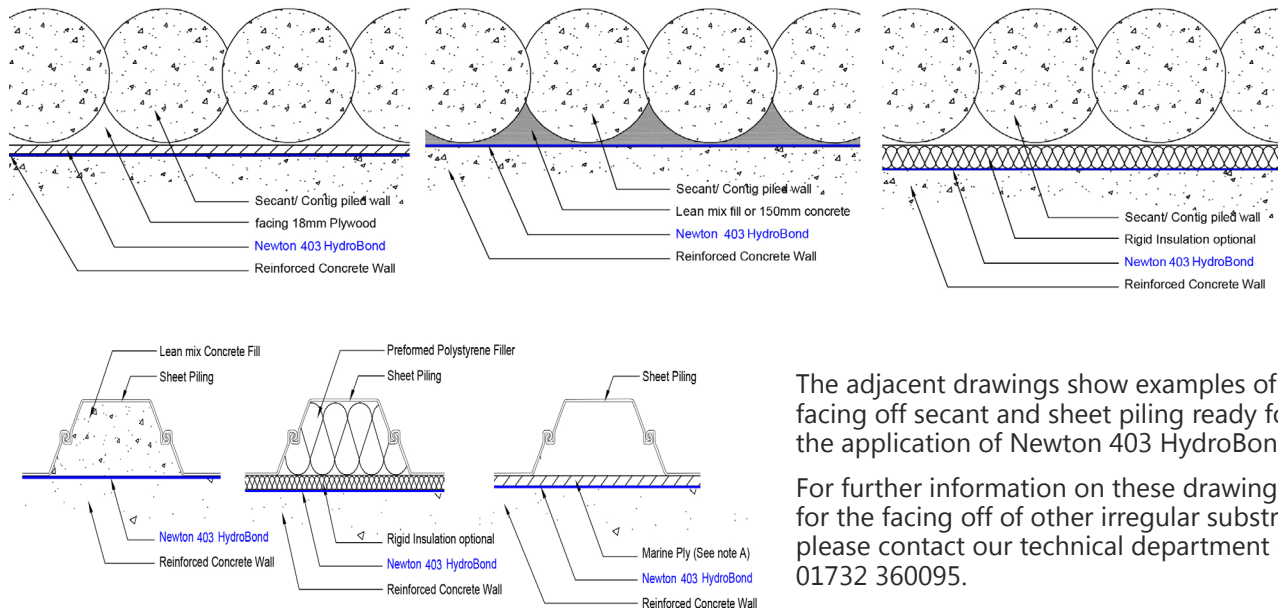 Secant/ Contig piled wall
facing 18mm Plywood
Newton 403 HydroBond
Reinforced Concrete Wall
Secant/ Contig piled wall
Lean mix fill or 150mm concrete
Newton 403 HydroBond
Reinforced Concrete Wall
Secant/ Contig piled wall
Rigid Insulation optional
Newton 403 HydroBond
Reinforced Concrete Wall
Lean mix Concrete Fill
Sheet Piling
Newton 403 HydroBond
Reinforced Concrete Wall
Preformed Polystyrene Filler
Sheet Piling
Rigid Insulation optional
Newton 403 HydroBond
Reinforced Concrete Wall
Sheet Piling
Marine Ply (See note A)
Newton 403 HydroBond
Reinforced Concrete Wall
The adjacent drawings show examples of
facing off secant and sheet piling ready
the application of Newton 403
For further information on these
for the facing off of other irregular
please contact our technical department
01732 360095.